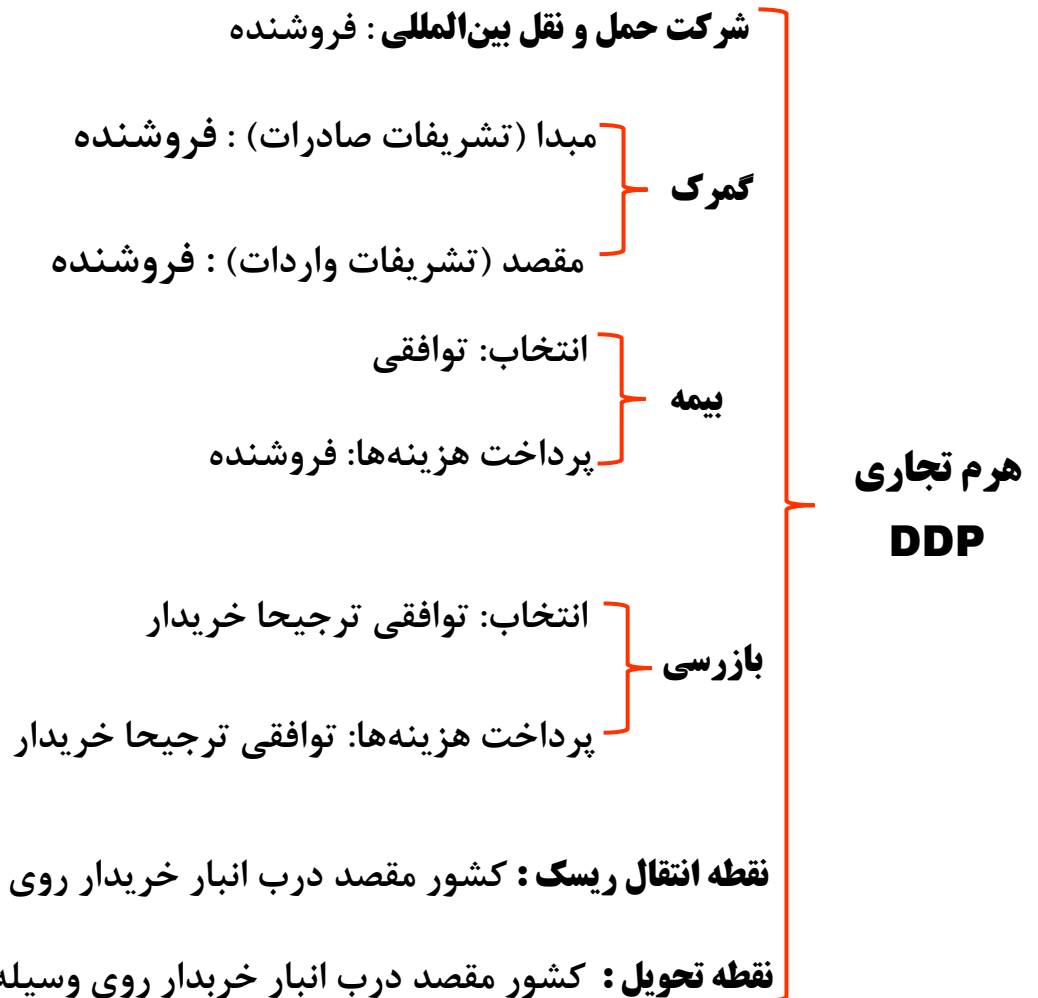 شرکت حمل و نقل بین‌المللی : فروشنده
مبدا (تشریفات صادرات) : فروشنده
گمرک
مقصد (تشریفات واردات) : فروشنده
انتخاب: توافقی
بیمه
پرداخت هزینه‌ها: فروشنده
هرم تجاری
DDP
انتخاب: توافقی ترجیحا خریدار
بازرسی
پرداخت هزینه‌ها: توافقی ترجیحا خریدار
نقطه انتقال ریسک : کشور مقصد درب انبار خریدار روی
نقطه تحویل : کشور مقصد درب انبار خربدار روی وسیله